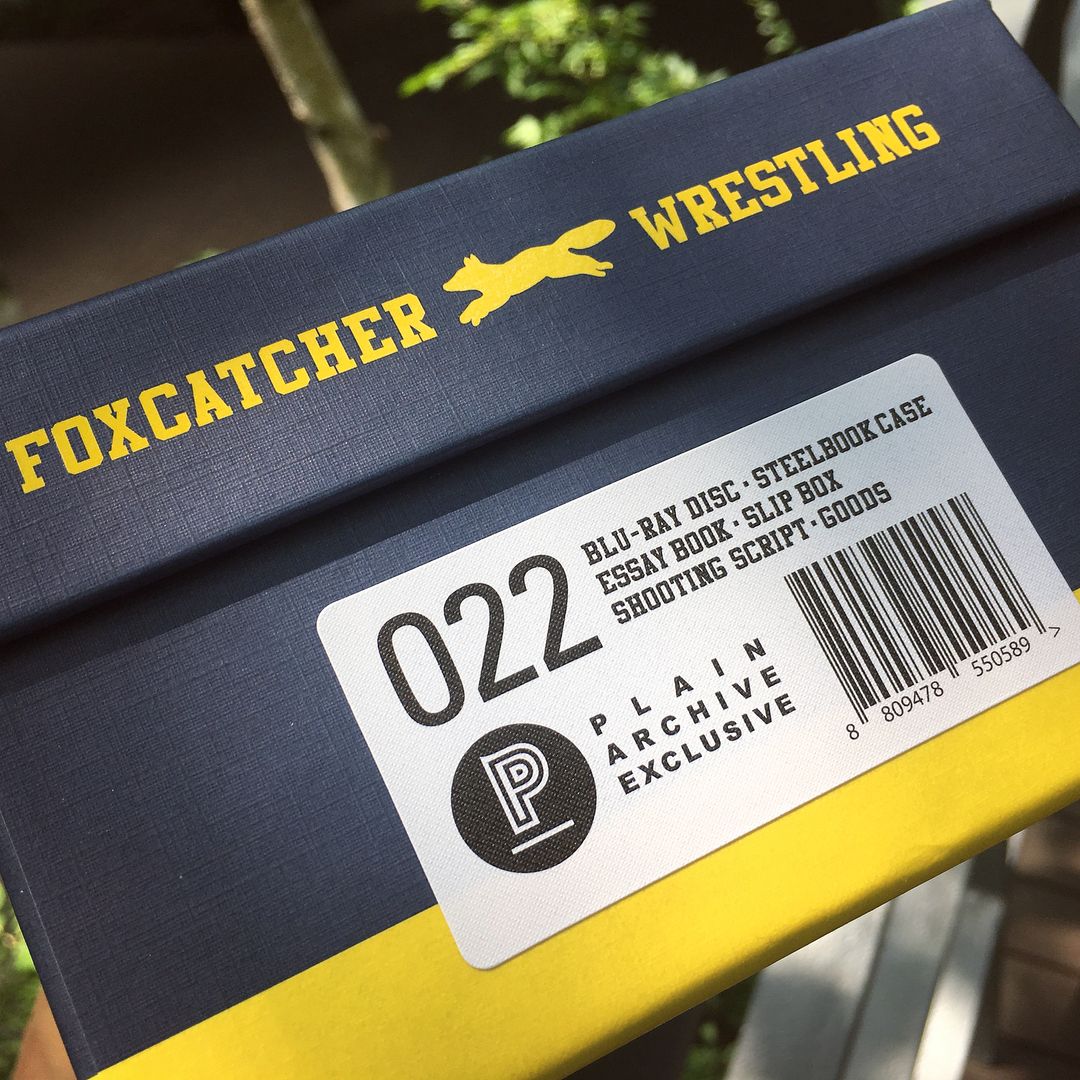 FOXCATCHER WRESTLING
022
BLU-RAY DISC · STEELBOOK CASE
ESSAY BOOK · SLIP BOX
SHOOTING SCRIPT · GOODS
P
PLAIN
ARCHIVE
EXCLUSIVE
8 809478 550589 >